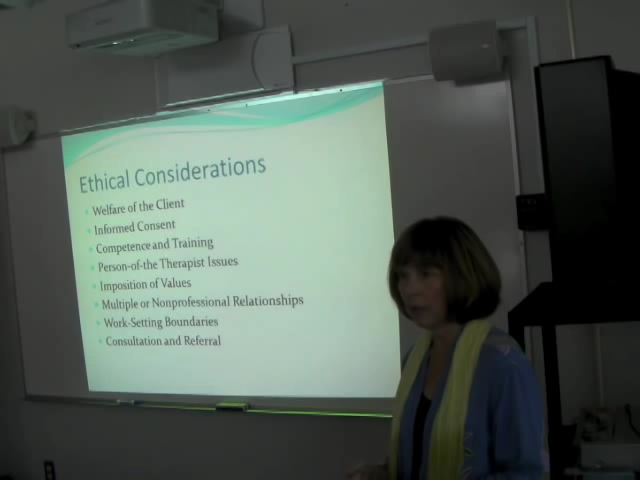 Ethical Considerations
Welfare of the Client
Informed Consent
Competence and Training
Person-of-the Therapist Issues
Imposition of Values
Multiple or Nonprofessional Relationships
Work-Setting Boundaries
Consultation and Referral